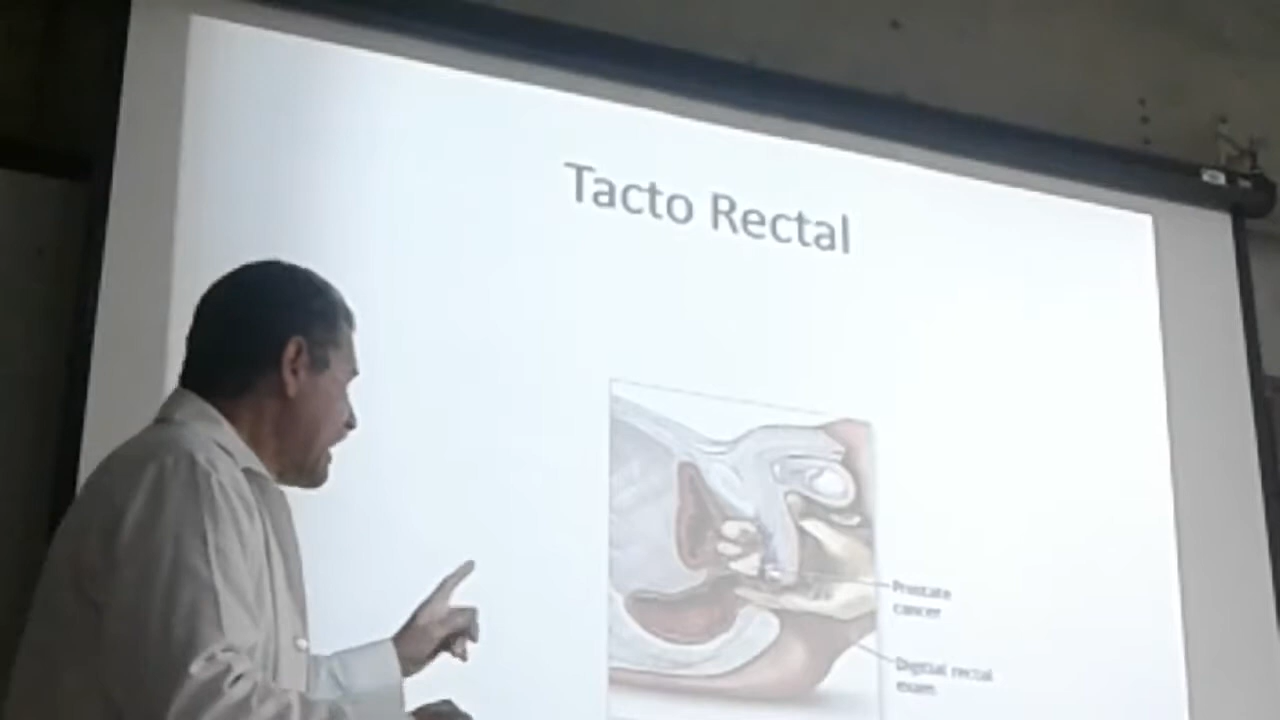 Tacto Rectal
Prostate
cancer
Digital rectal
exam